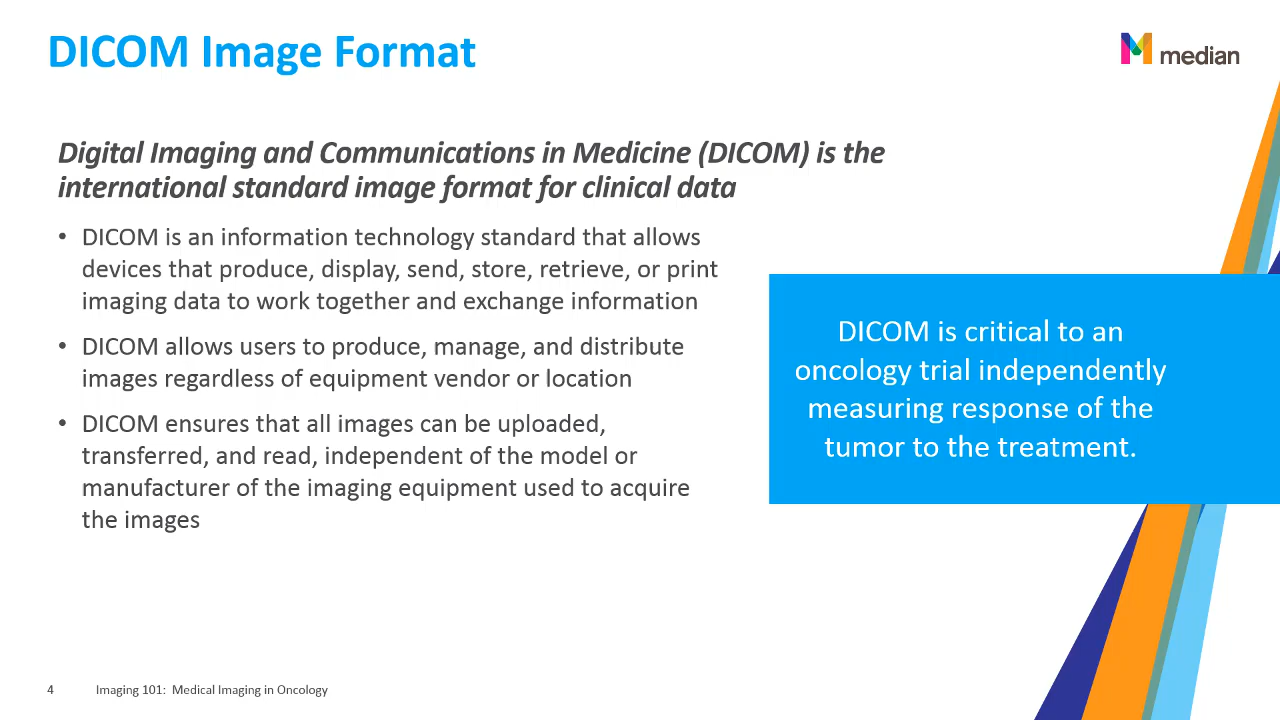 DICOM Image Format
median
Digital Imaging and Communications in Medicine (DICOM) is the
international standard image format for clinical data
• DICOM is an information technology standard that allows
devices that produce, display, send, store, retrieve, or print
imaging data to work together and exchange information
• DICOM allows users to produce, manage, and distribute
images regardless of equipment vendor or location
• DICOM ensures that all images can be uploaded,
transferred, and read, independent of the model or
manufacturer of the imaging equipment used to acquire
the images
DICOM is critical to an
oncology trial independently
measuring response of the
tumor to the treatment.
4 Imaging 101: Medical Imaging in Oncology